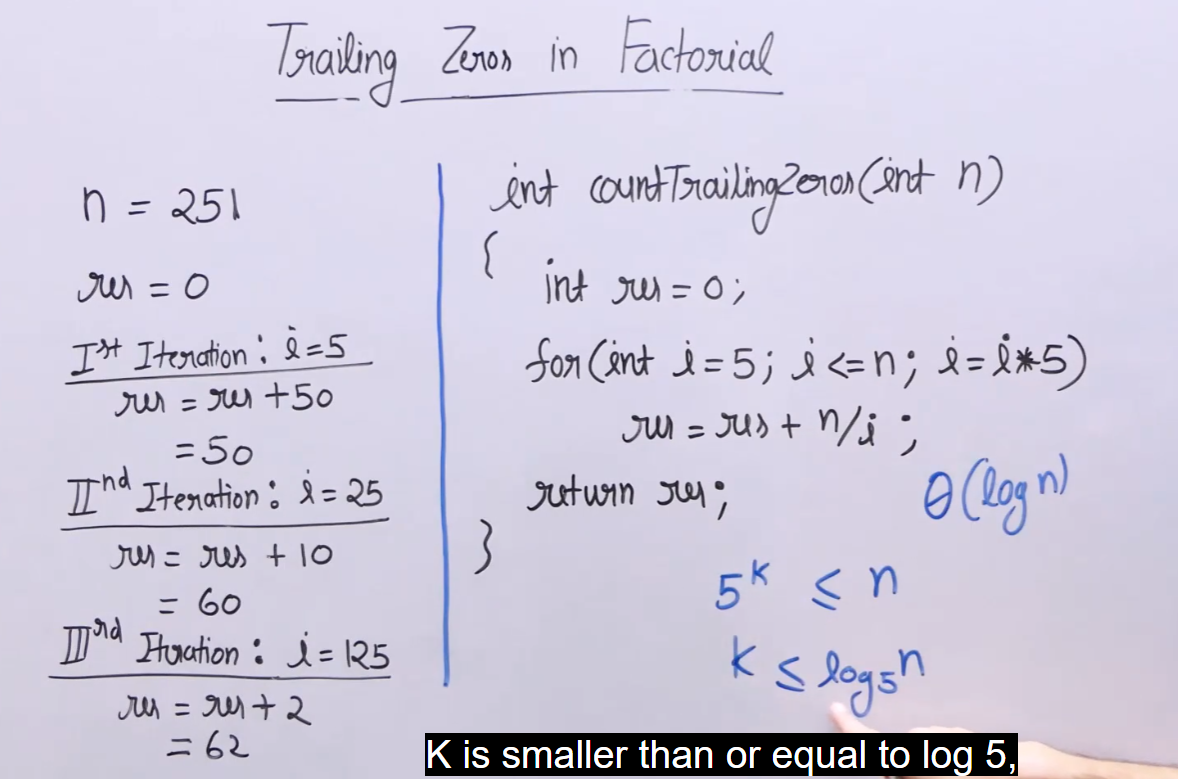 Trailing Zeros in Factorial
n = 251
res = 0
Ist Iteration: i=5
res = res +50
=50
IInd Iteration: i=25
res = res + 10
= 60
IIIrd Itration: i=125
res = res+ 2
= 62
int countTrailingZeros(int n)
{
int res=0;
for(int i=5; i<=n; i=i*5)
res = res + n/i ;
return res;
}
θ(log n)
5^k ≤ n
k ≤ log₅n
K is smaller than or equal to log 5,